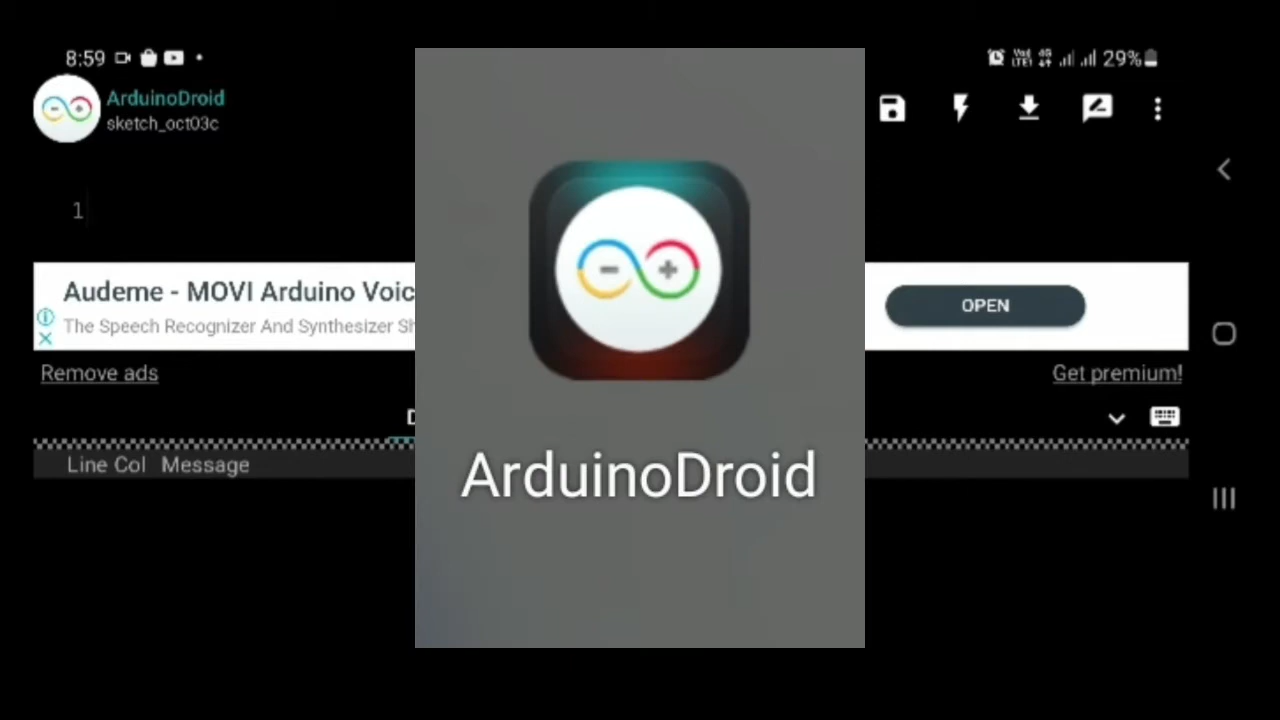 8:59
29%
ArduinoDroid
sketch_oct03c
1
Audeme - MOVI Arduino Voic
The Speech Recognizer And Synthesizer Sh
OPEN
Remove ads
Get premium!
Line Col Message
ArduinoDroid